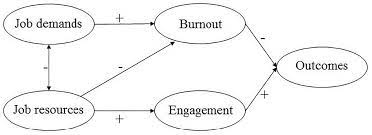 Job demands
+
Burnout
-
-
-
Outcomes
Job resources
+
Engagement
+